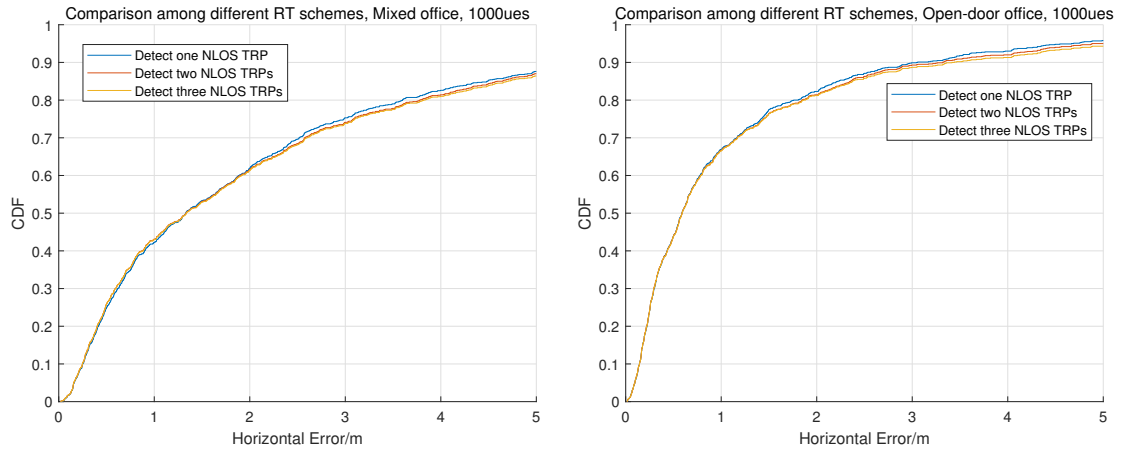 Comparison among different RT schemes, Mixed office, 1000ues
1
0.9
0.8
0.7
0.6
0.5
0.4
0.3
0.2
0.1
0
CDF
Detect one NLOS TRP
Detect two NLOS TRPs
Detect three NLOS TRPs
0 1 2 3 4 5
Horizontal Error/m
Comparison among different RT schemes, Open-door office, 1000ues
1
0.9
0.8
0.7
0.6
0.5
0.4
0.3
0.2
0.1
0
CDF
Detect one NLOS TRP
Detect two NLOS TRPs
Detect three NLOS TRPs
0 1 2 3 4 5
Horizontal Error/m